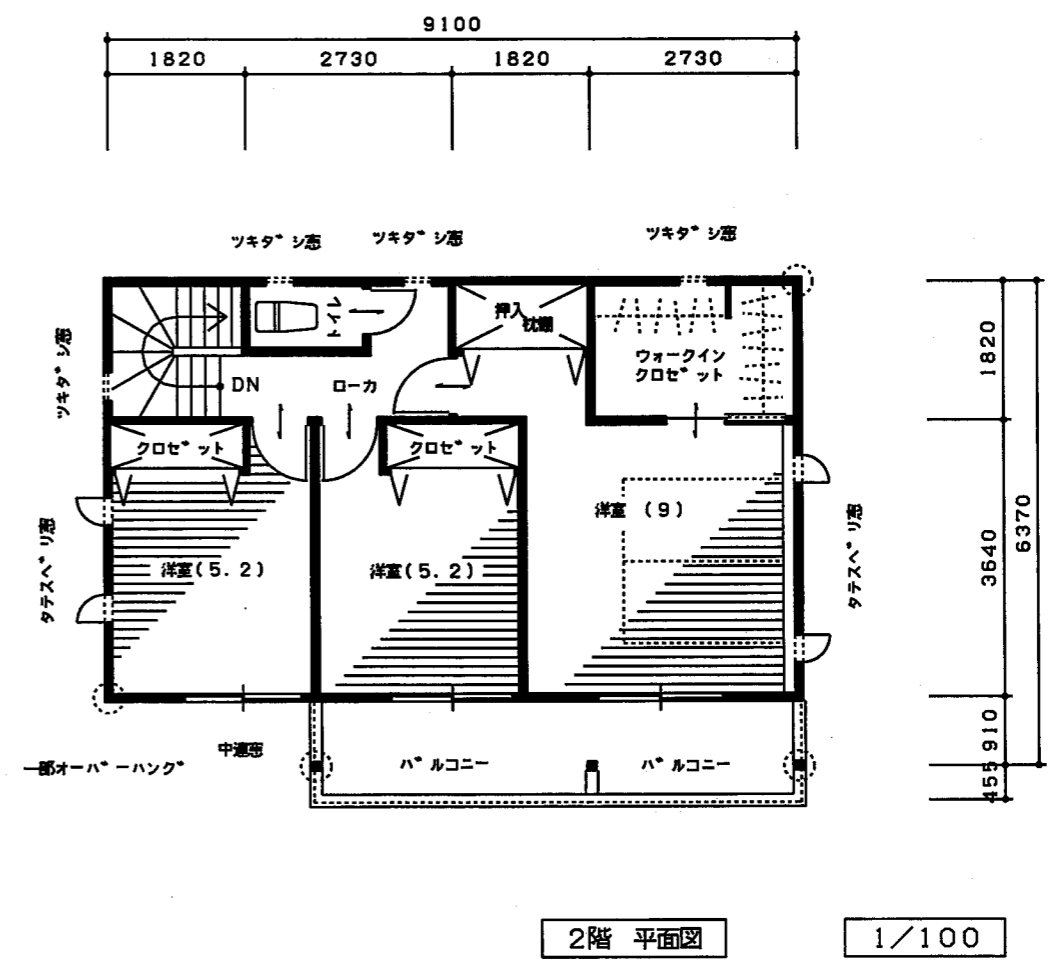 9100
1820 2730 1820 2730
ツキダシ窓 ツキダシ窓 ツキダシ窓
ツキダシ窓
トイレ
押入
枕棚
ウォークイン
クロゼット
DN
ローカ
クロゼット
クロゼット
洋室 (9)
洋室(5.2)
洋室(5.2)
タテスベリ窓
タテスベリ窓
1820
3640
6370
910
455
中連窓
一部オーバーハング
バルコニー
バルコニー
2階 平面図
1/100